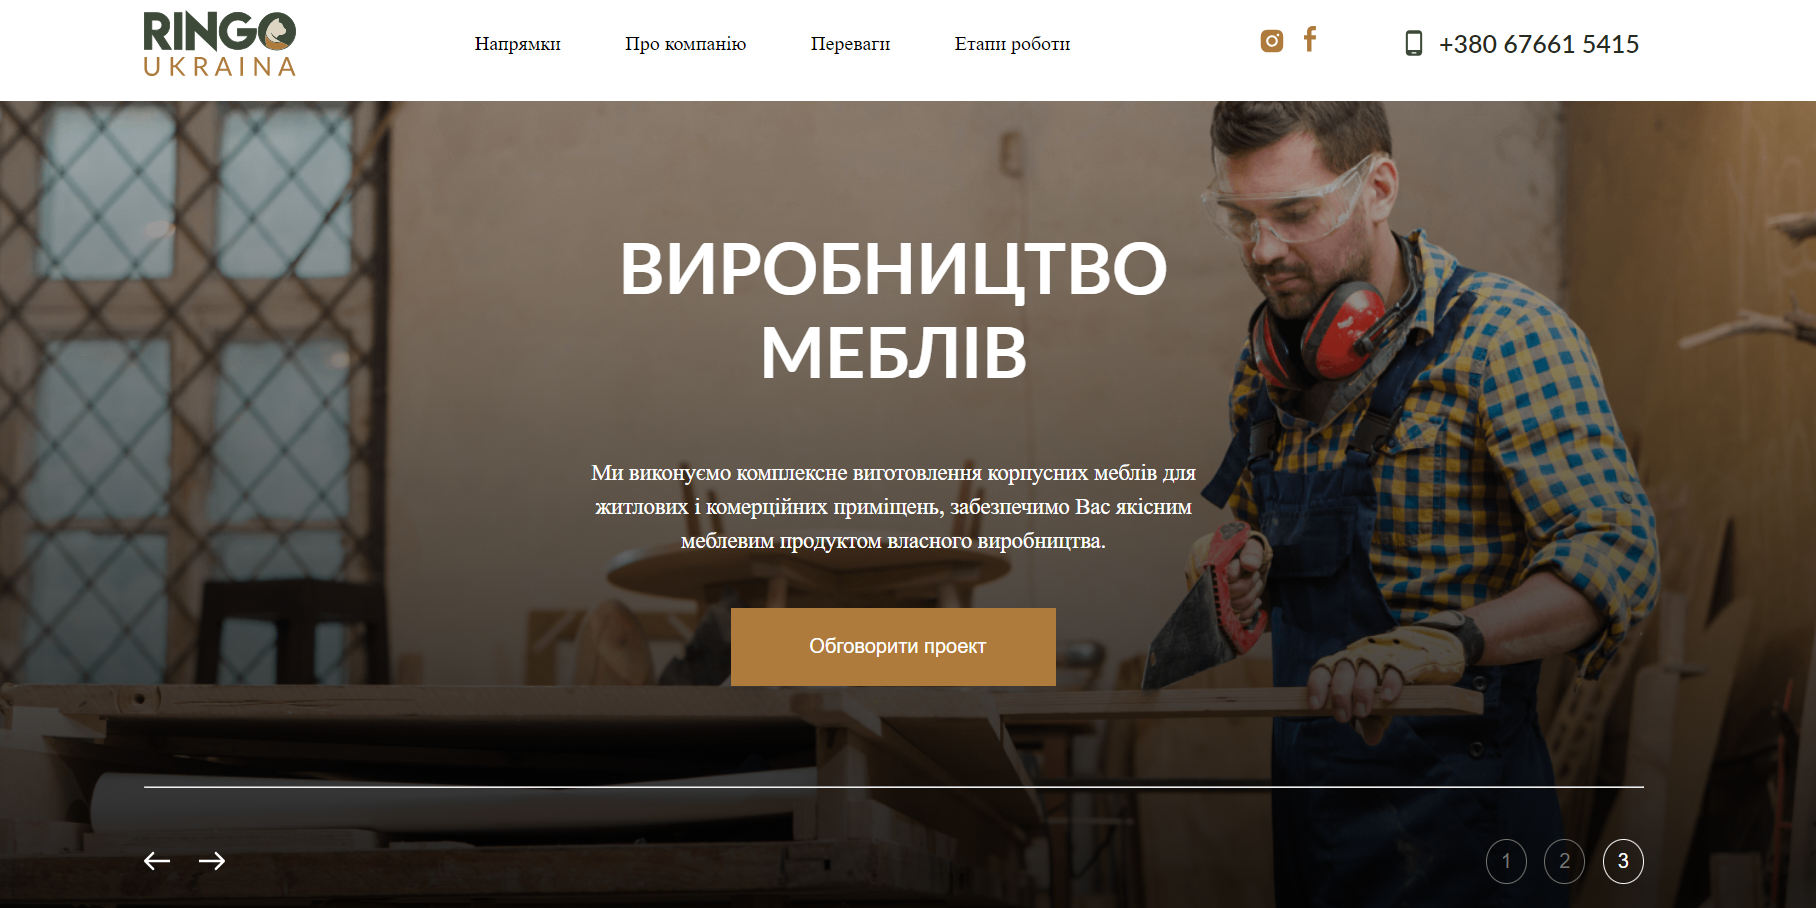 RINGO
UKRAINA
Напрямки
Про компанію
Переваги
Етапи роботи
+380 67661 5415
ВИРОБНИЦТВО
МЕБЛІВ
Ми виконуємо комплексне виготовлення корпусних меблів для
житлових і комерційних приміщень, забезпечимо Вас якісним
меблевим продуктом власного виробництва.
Обговорити проект
1
2
3